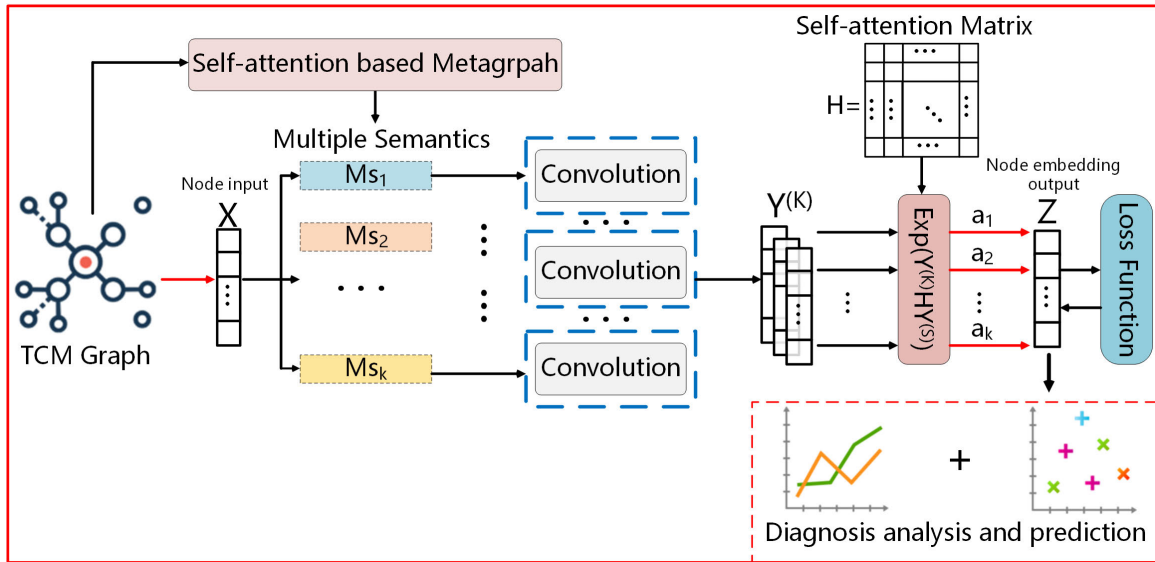 Self-attention Matrix
Self-attention based Metagrpah
H=
Multiple Semantics
Node input
X
Ms1
Ms2
Msk
Convolution
Convolution
Convolution
Y(K)
Exp(Y(K)HY(S))
a1
a2
ak
Node embedding
output
Z
Loss Function
TCM Graph
Diagnosis analysis and prediction